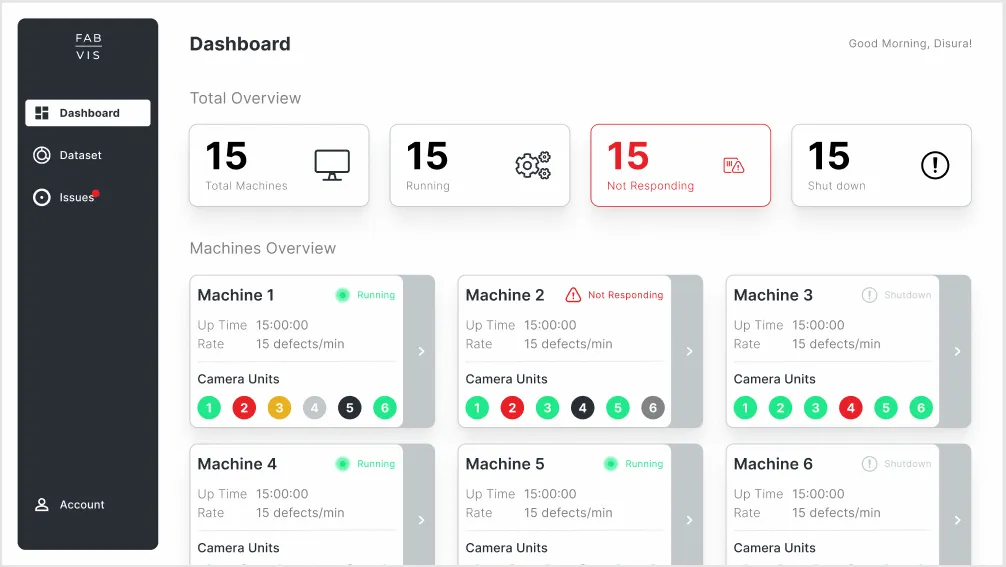 FAB
VIS
Dashboard
Dataset
Issues
Account
Dashboard
Good Morning, Disura!
Total Overview
15
Total Machines
15
Running
15
Not Responding
15
Shut down
Machines Overview
Machine 1
Running
Up Time 15:00:00
Rate 15 defects/min
Camera Units
1 2 3 4 5 6
Machine 2
Not Responding
Up Time 15:00:00
Rate 15 defects/min
Camera Units
1 2 3 4 5 6
Machine 3
Shutdown
Up Time 15:00:00
Rate 15 defects/min
Camera Units
1 2 3 4 5 6
Machine 4
Running
Up Time 15:00:00
Rate 15 defects/min
Camera Units
Machine 5
Running
Up Time 15:00:00
Rate 15 defects/min
Camera Units
Machine 6
Shutdown
Up Time 15:00:00
Rate 15 defects/min
Camera Units